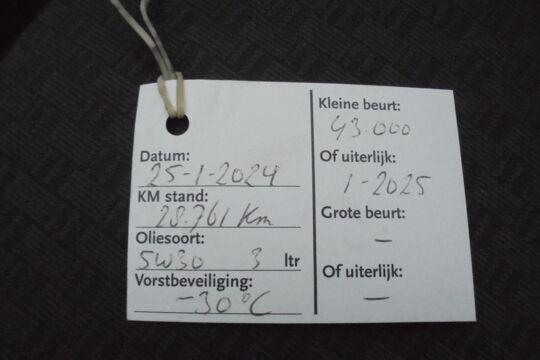 Datum:
25-1-2024
KM stand:
28.761 Km
Oliesoort:
5W30 3 ltr
Vorstbeveiliging:
-30°C
Kleine beurt:
43.000
Of uiterlijk:
1-2025
Grote beurt:
-
Of uiterlijk:
-